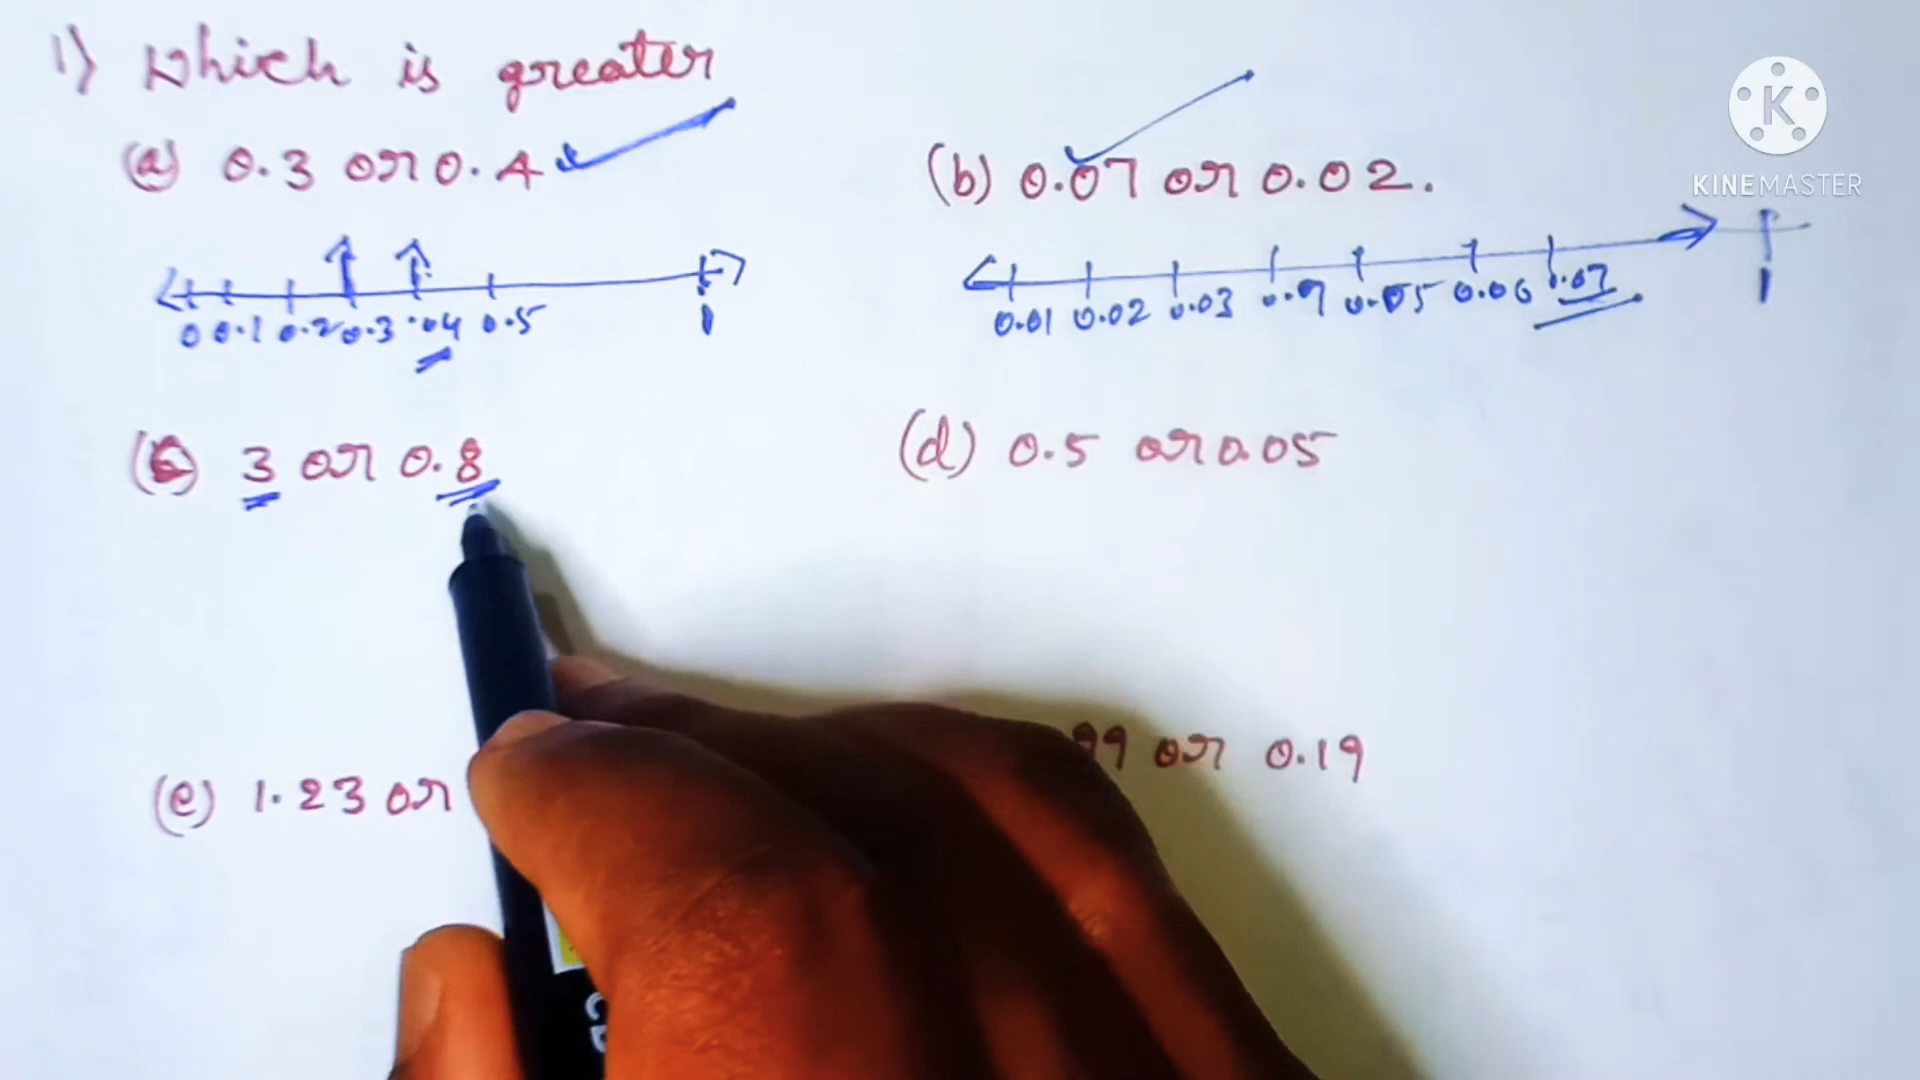 1) Which is greater
(a) 0.3 or 0.4
(b) 0.07 or 0.02.
0 0.1 0.2 0.3 .04 0.5 1
0.01 0.02 0.03 0.05 0.06 0.07 1
(c) 3 or 0.8
(d) 0.5 or 0.05
(e) 1.23 or
99 or 0.19
K
KINEMASTER